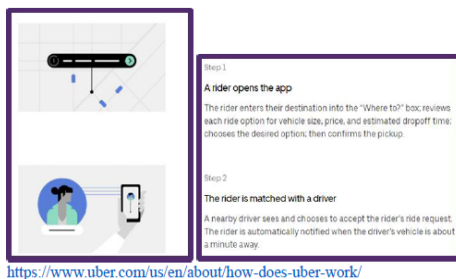 Step 1
A rider opens the app
The rider enters their destination into the "Where to?" box; reviews
each ride option for vehicle size, price, and estimated dropoff time;
chooses the desired option; then confirms the pickup.
Step 2
The rider is matched with a driver
A nearby driver sees and chooses to accept the rider's ride request.
The rider is automatically notified when the driver's vehicle is about
a minute away.
https://www.uber.com/us/en/about/how-does-uber-work/